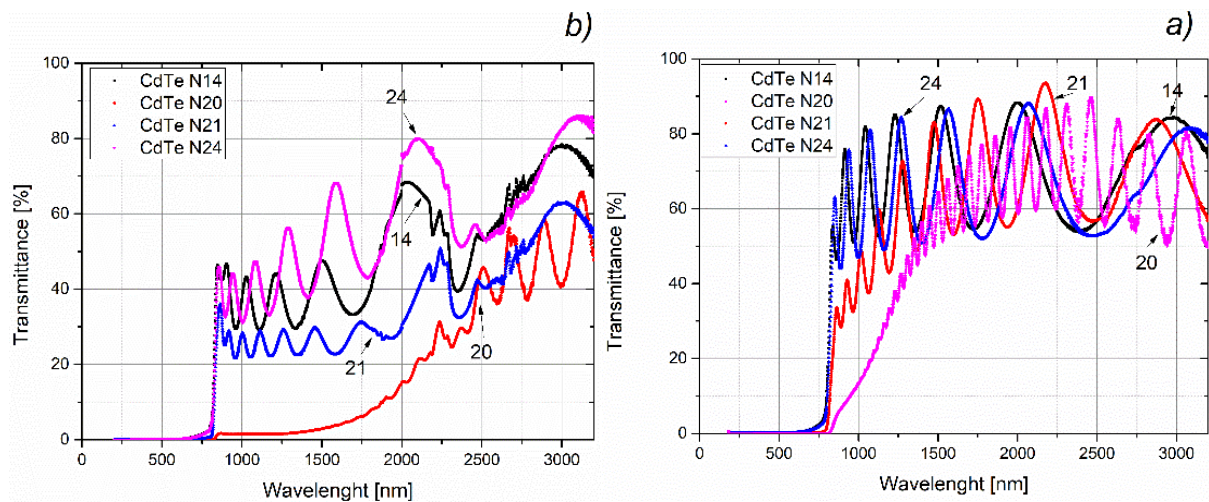 b)
CdTe N14
CdTe N20
CdTe N21
CdTe N24
24
14
21
20
100
80
60
40
20
0
Transmittance [%]
0 500 1000 1500 2000 2500 3000
Wavelenght [nm]
a)
CdTe N14
CdTe N20
CdTe N21
CdTe N24
24
21
14
20
100
80
60
40
20
0
Transmittance [%]
0 500 1000 1500 2000 2500 3000
Wavelenght [nm]